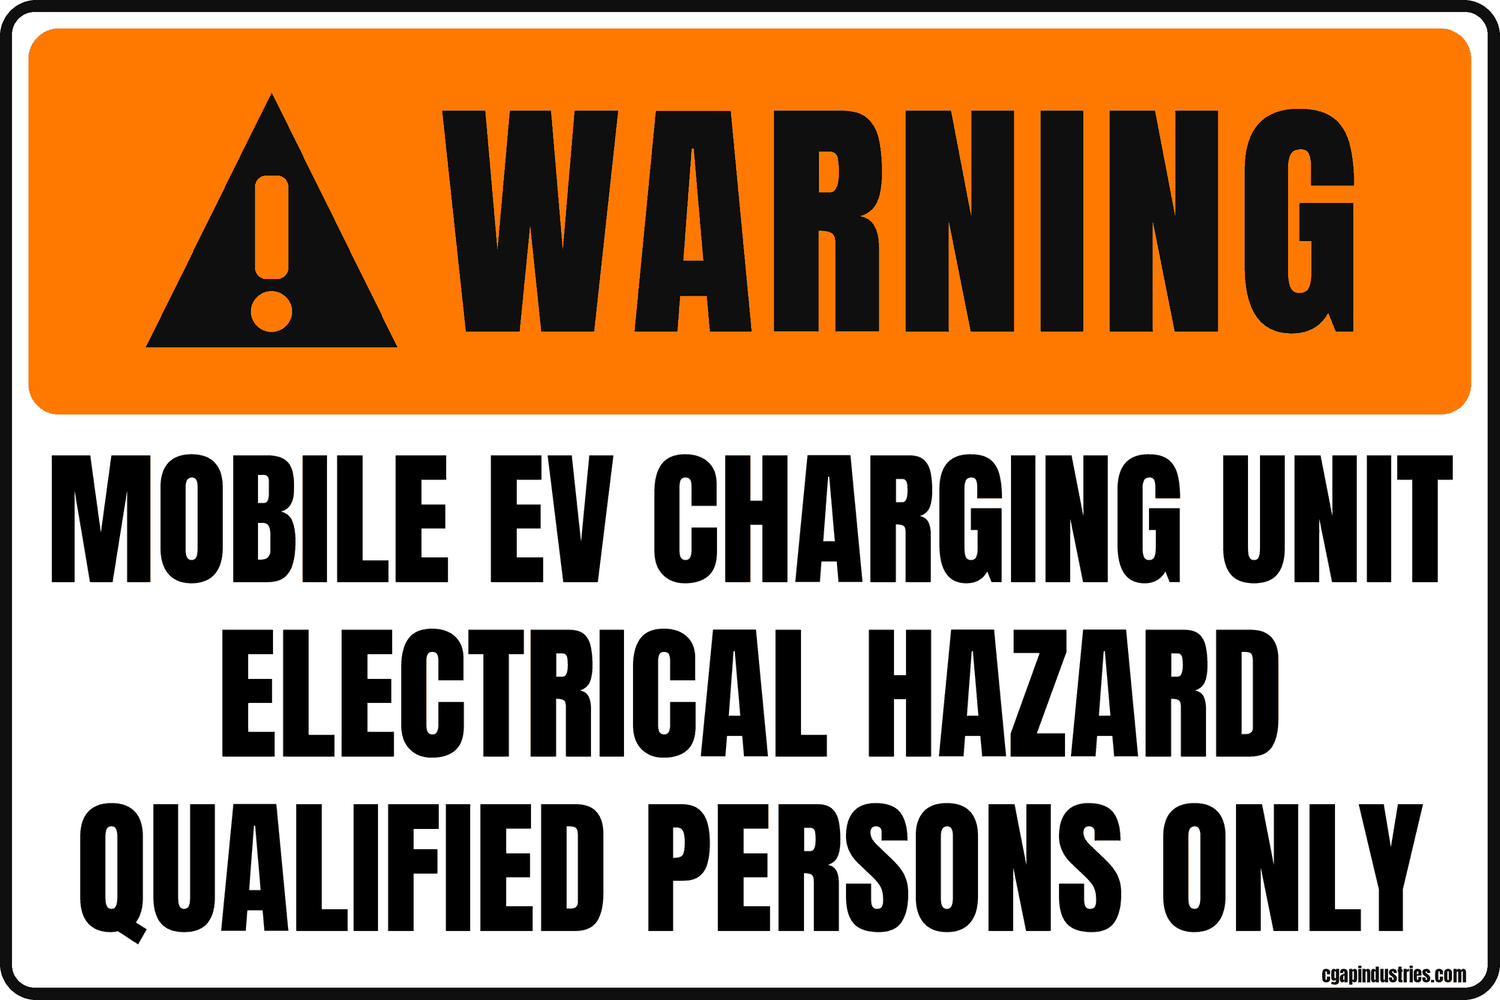 WARNING
MOBILE EV CHARGING UNIT
ELECTRICAL HAZARD
QUALIFIED PERSONS ONLY
cgapindustries.com